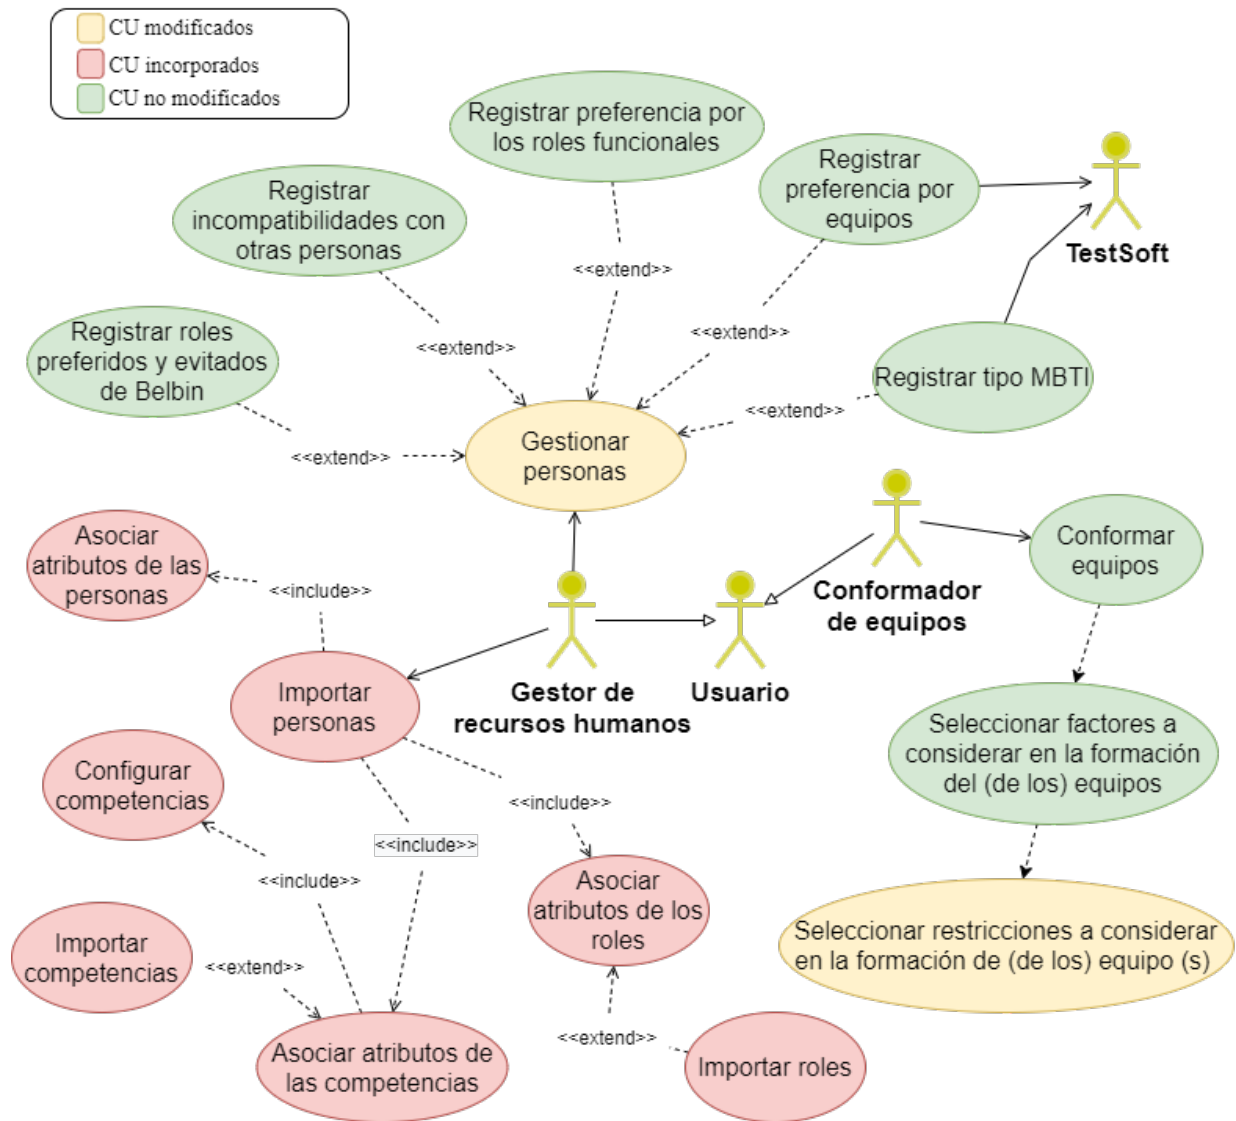 CU modificados
CU incorporados
CU no modificados
Registrar preferencia por
los roles funcionales
Registrar
preferencia por
equipos
Registrar
incompatibilidades con
otras personas
TestSoft
<<extend>>
Registrar roles
preferidos y evitados
de Belbin
<<extend>>
<<extend>>
Registrar tipo MBTI
<<extend>>
<<extend>>
Gestionar
personas
Asociar
atributos de las
personas
Conformar
equipos
<<include>>
Conformador
de equipos
Importar
personas
Gestor de
recursos humanos
Usuario
Seleccionar factores a
considerar en la formación
del (de los) equipos
Configurar
competencias
<<include>>
<<include>>
<<include>>
Asociar
atributos de los
roles
Importar
competencias
<<extend>>
Seleccionar restricciones a considerar
en la formación de (de los) equipo (s)
<<extend>>
Asociar atributos de
las competencias
Importar roles